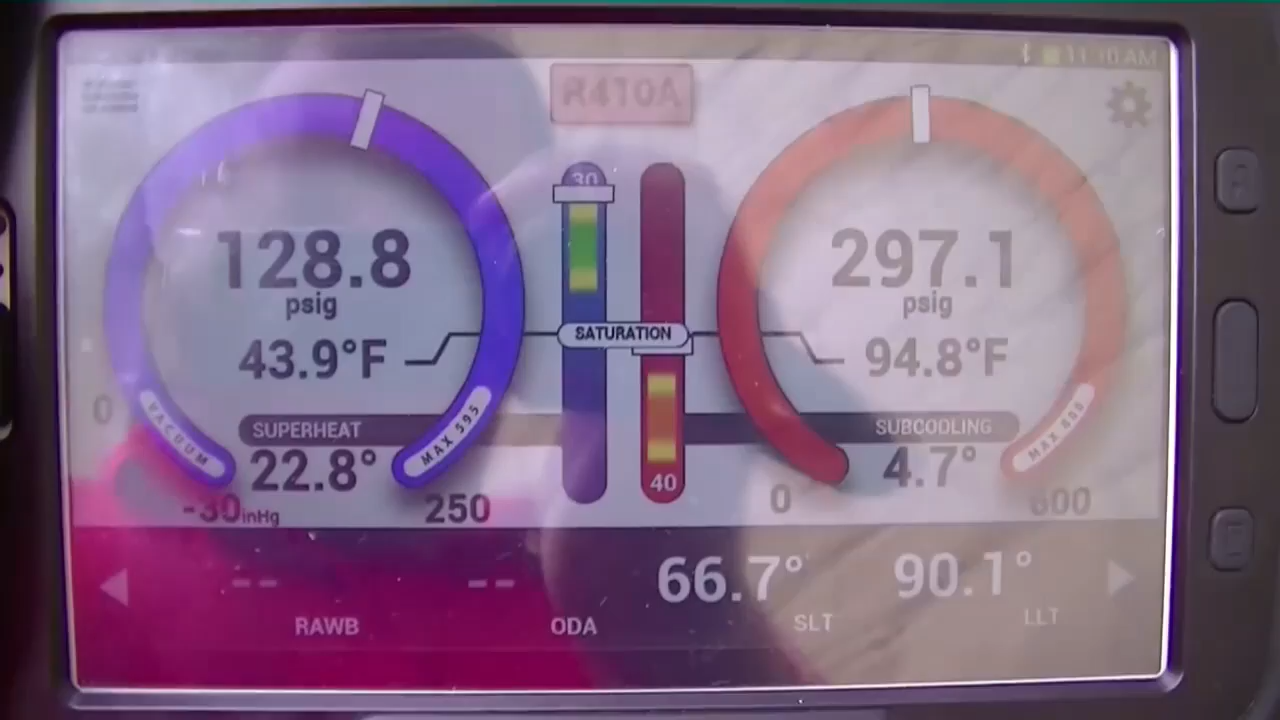 11:10 AM
R410A
128.8
psig
43.9°F
VACUUM
MAX 595
0
-30inHg
250
SUPERHEAT
22.8°
30
SATURATION
40
297.1
psig
94.8°F
SUBCOOLING
4.7°
0
MAX 800
-- RAWB
-- ODA
66.7°
SLT
90.1°
LLT